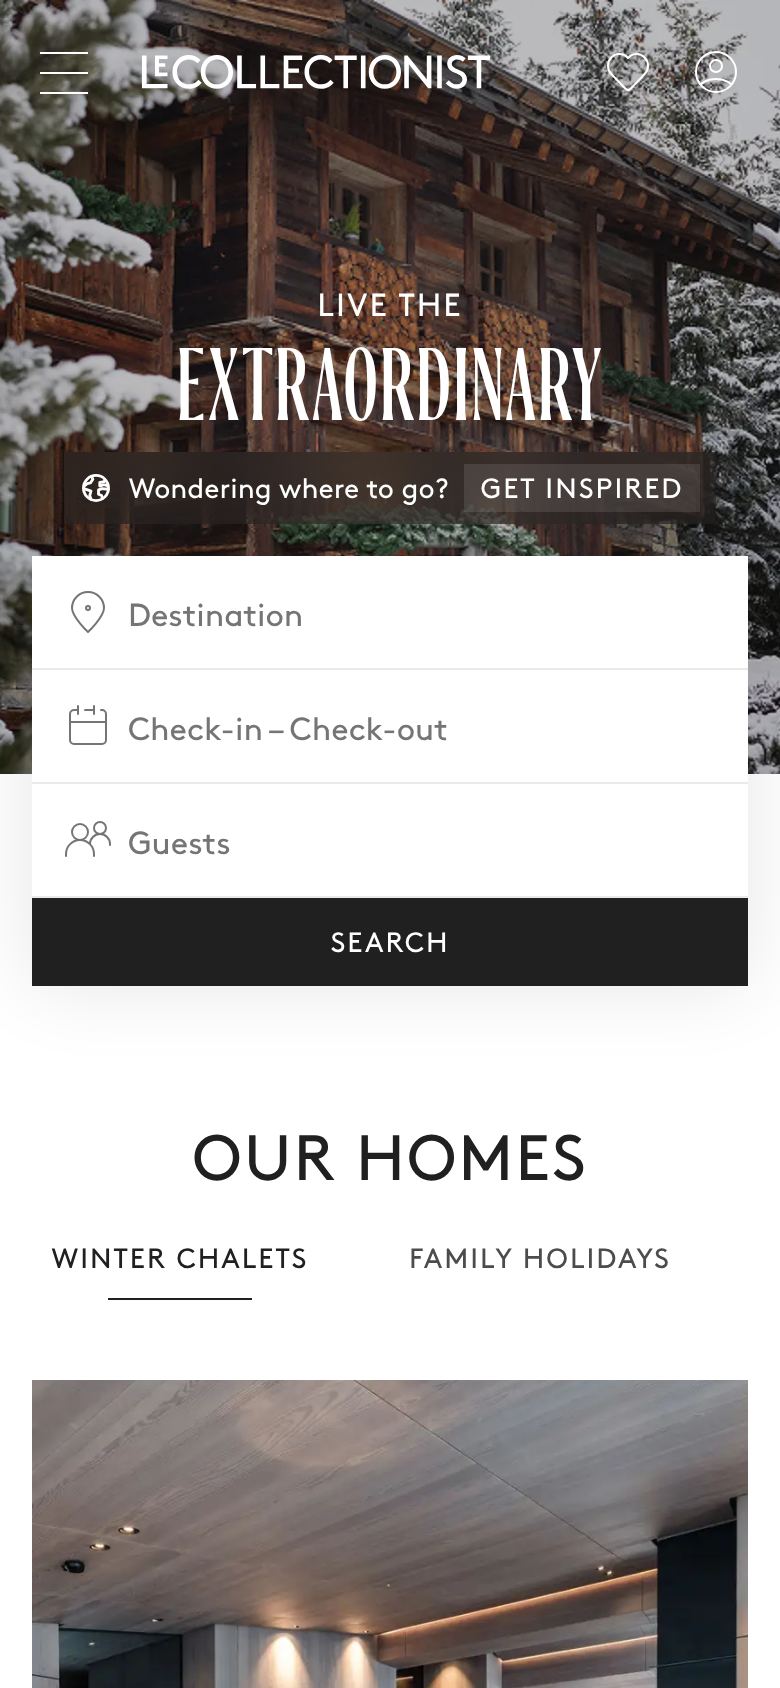 LECOLLECTIONIST
LIVE THE
EXTRAORDINARY
Wondering where to go? GET INSPIRED
Destination
Check-in – Check-out
Guests
SEARCH
OUR HOMES
WINTER CHALETS FAMILY HOLIDAYS